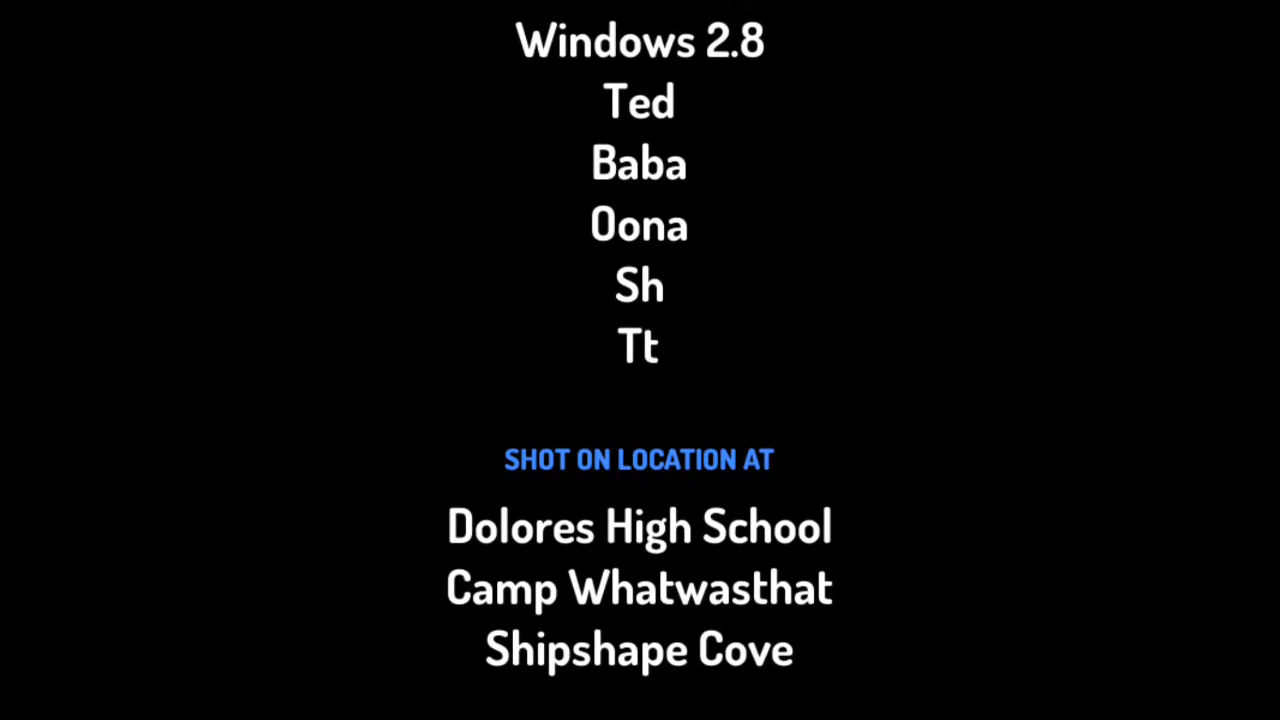 Windows 2.8
Ted
Baba
Oona
Sh
Tt
SHOT ON LOCATION AT
Dolores High School
Camp Whatwasthat
Shipshape Cove